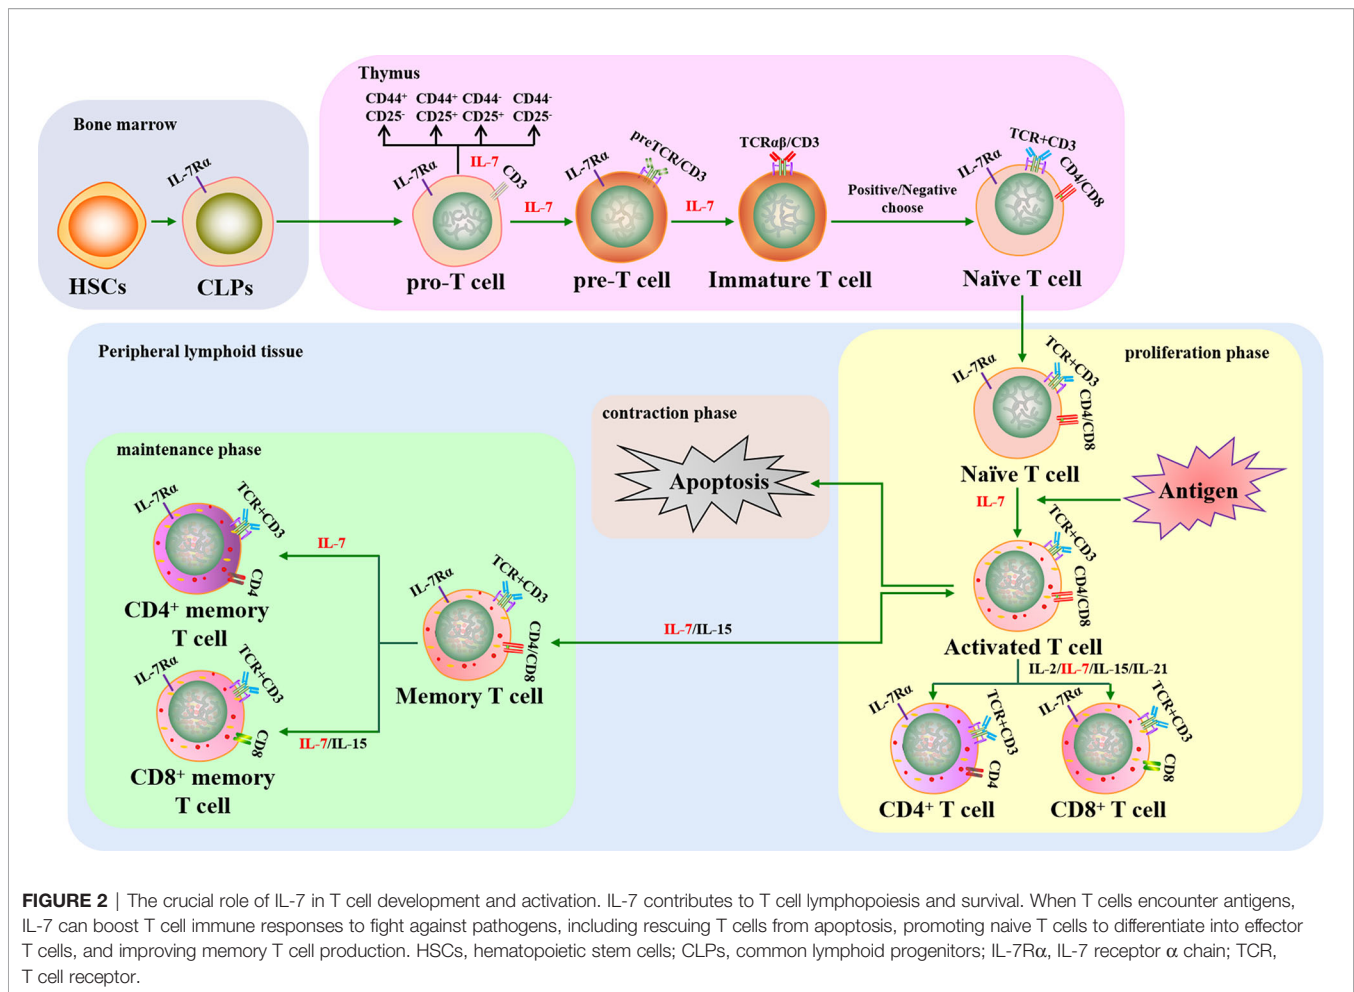 Thymus
CD44⁺ CD44⁺ CD44⁻ CD44⁻
CD25⁻ CD25⁺ CD25⁺ CD25⁻
Bone marrow
IL-7Rα
HSCs
CLPs
IL-7
IL-7Rα
CD3
pro-T cell
IL-7
IL-7Rα
preTCR/CD3
pre-T cell
IL-7
TCRαβ/CD3
Immature T cell
Positive/Negative
choose
IL-7Rα
TCR+CD3
CD4/CD8
Naïve T cell
Peripheral lymphoid tissue
proliferation phase
IL-7Rα
TCR+CD3
CD4/CD8
Naïve T cell
IL-7
Antigen
TCR+CD3
CD4/CD8
Activated T cell
IL-2/IL-7/IL-15/IL-21
IL-7Rα
TCR+CD3
CD4
CD4⁺ T cell
IL-7Rα
TCR+CD3
CD8
CD8⁺ T cell
contraction phase
Apoptosis
IL-7/IL-15
maintenance phase
IL-7Rα
TCR+CD3
CD4/CD8
Memory T cell
IL-7
IL-7Rα
TCR+CD3
CD4
CD4⁺ memory
T cell
IL-7/IL-15
IL-7Rα
TCR+CD3
CD8
CD8⁺ memory
T cell
FIGURE 2 | The crucial role of IL-7 in T cell development and activation. IL-7 contributes to T cell lymphopoiesis and survival. When T cells encounter antigens,
IL-7 can boost T cell immune responses to fight against pathogens, including rescuing T cells from apoptosis, promoting naive T cells to differentiate into effector
T cells, and improving memory T cell production. HSCs, hematopoietic stem cells; CLPs, common lymphoid progenitors; IL-7Rα, IL-7 receptor α chain; TCR,
T cell receptor.